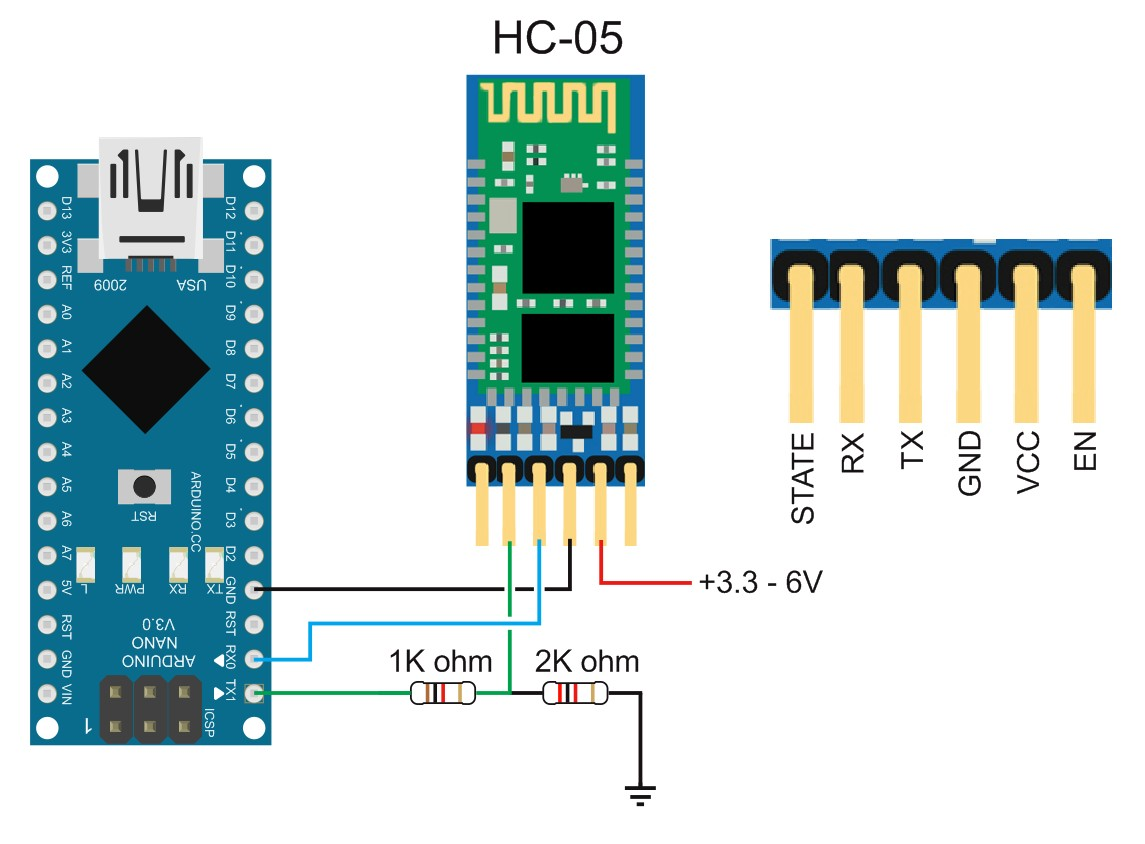 HC-05
D13
3V3
REF
A0
A1
A2
A3
A4
A5
A6
A7
5V
RST
GND
VIN
2009
USA
D12
D11
D10
D9
D8
D7
D6
D5
D4
D3
D2
GND
RST
RX0
TX1
RST
ARDUINO.CC
L
PWR
RX
TX
ARDUINO
NANO
V3.0
1
ICSP
STATE
RX
TX
GND
VCC
EN
+3.3 - 6V
1K ohm
2K ohm